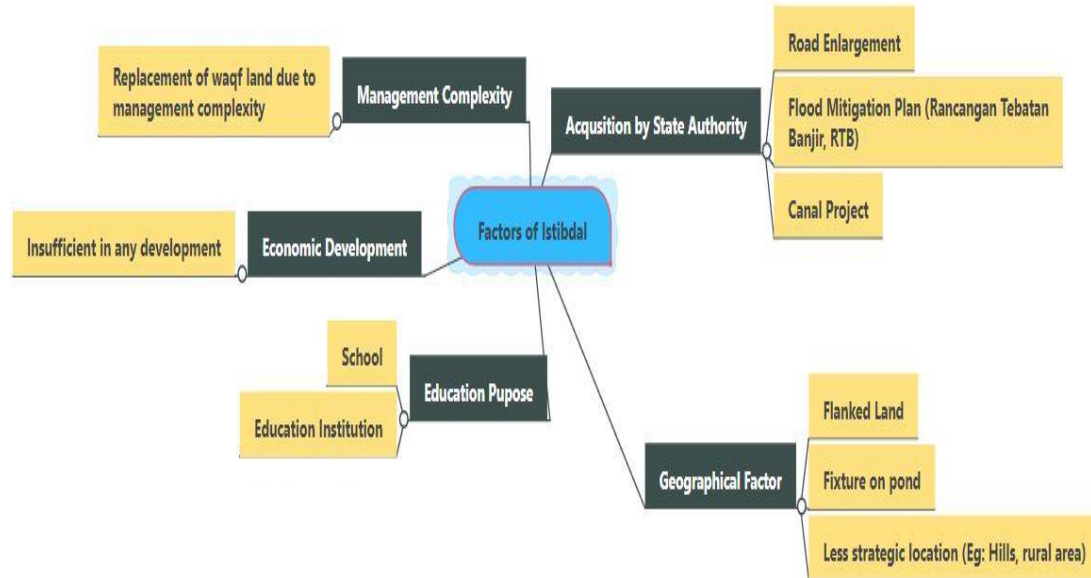 Factors of Istibdal
Management Complexity
Replacement of waqf land due to
management complexity
Economic Development
Insufficient in any development
Education Pupose
School
Education Institution
Acqusition by State Authority
Road Enlargement
Flood Mitigation Plan (Rancangan Tebatan
Banjir, RTB)
Canal Project
Geographical Factor
Flanked Land
Fixture on pond
Less strategic location (Eg: Hills, rural area)